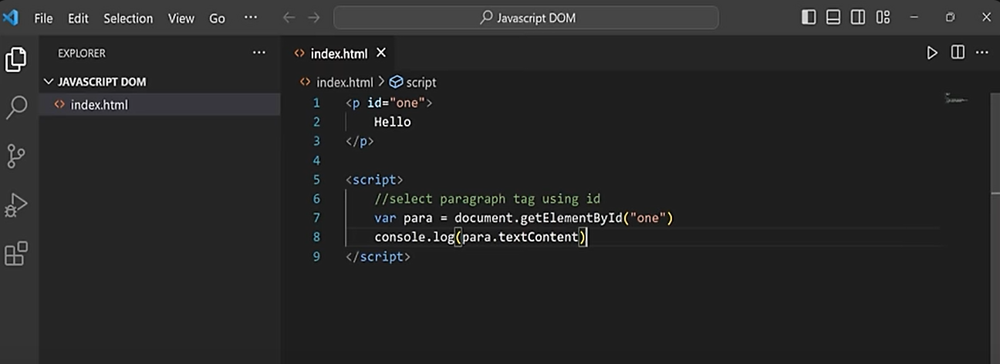 File Edit Selection View Go ··· Javascript DOM
EXPLORER ···
index.html
JAVASCRIPT DOM
index.html > script
index.html
1 <p id="one">
2 Hello
3 </p>
4
5 <script>
6 //select paragraph tag using id
7 var para = document.getElementById("one")
8 console.log(para.textContent)
9 </script>